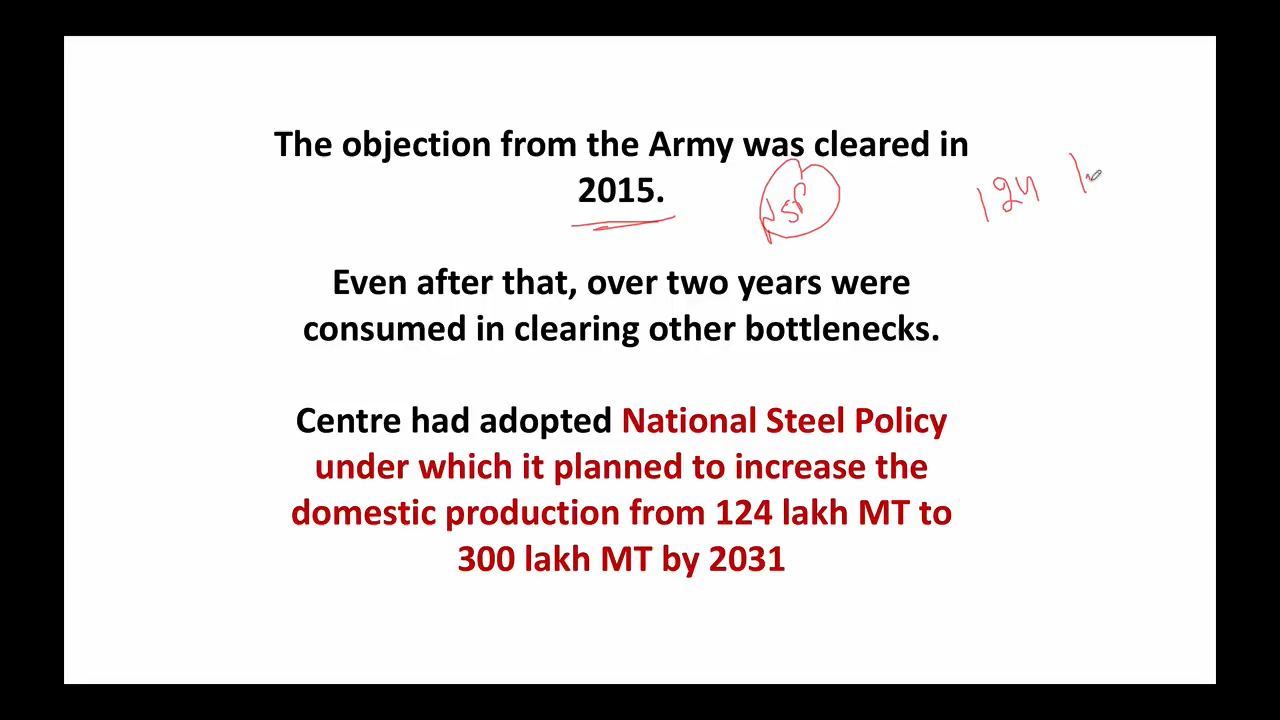 The objection from the Army was cleared in
2015.
NSP
124
Even after that, over two years were
consumed in clearing other bottlenecks.
Centre had adopted National Steel Policy
under which it planned to increase the
domestic production from 124 lakh MT to
300 lakh MT by 2031